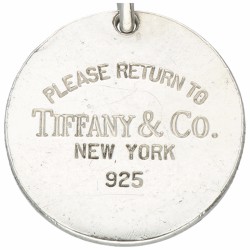 PLEASE RETURN TO
TIFFANY & CO.
NEW YORK
925